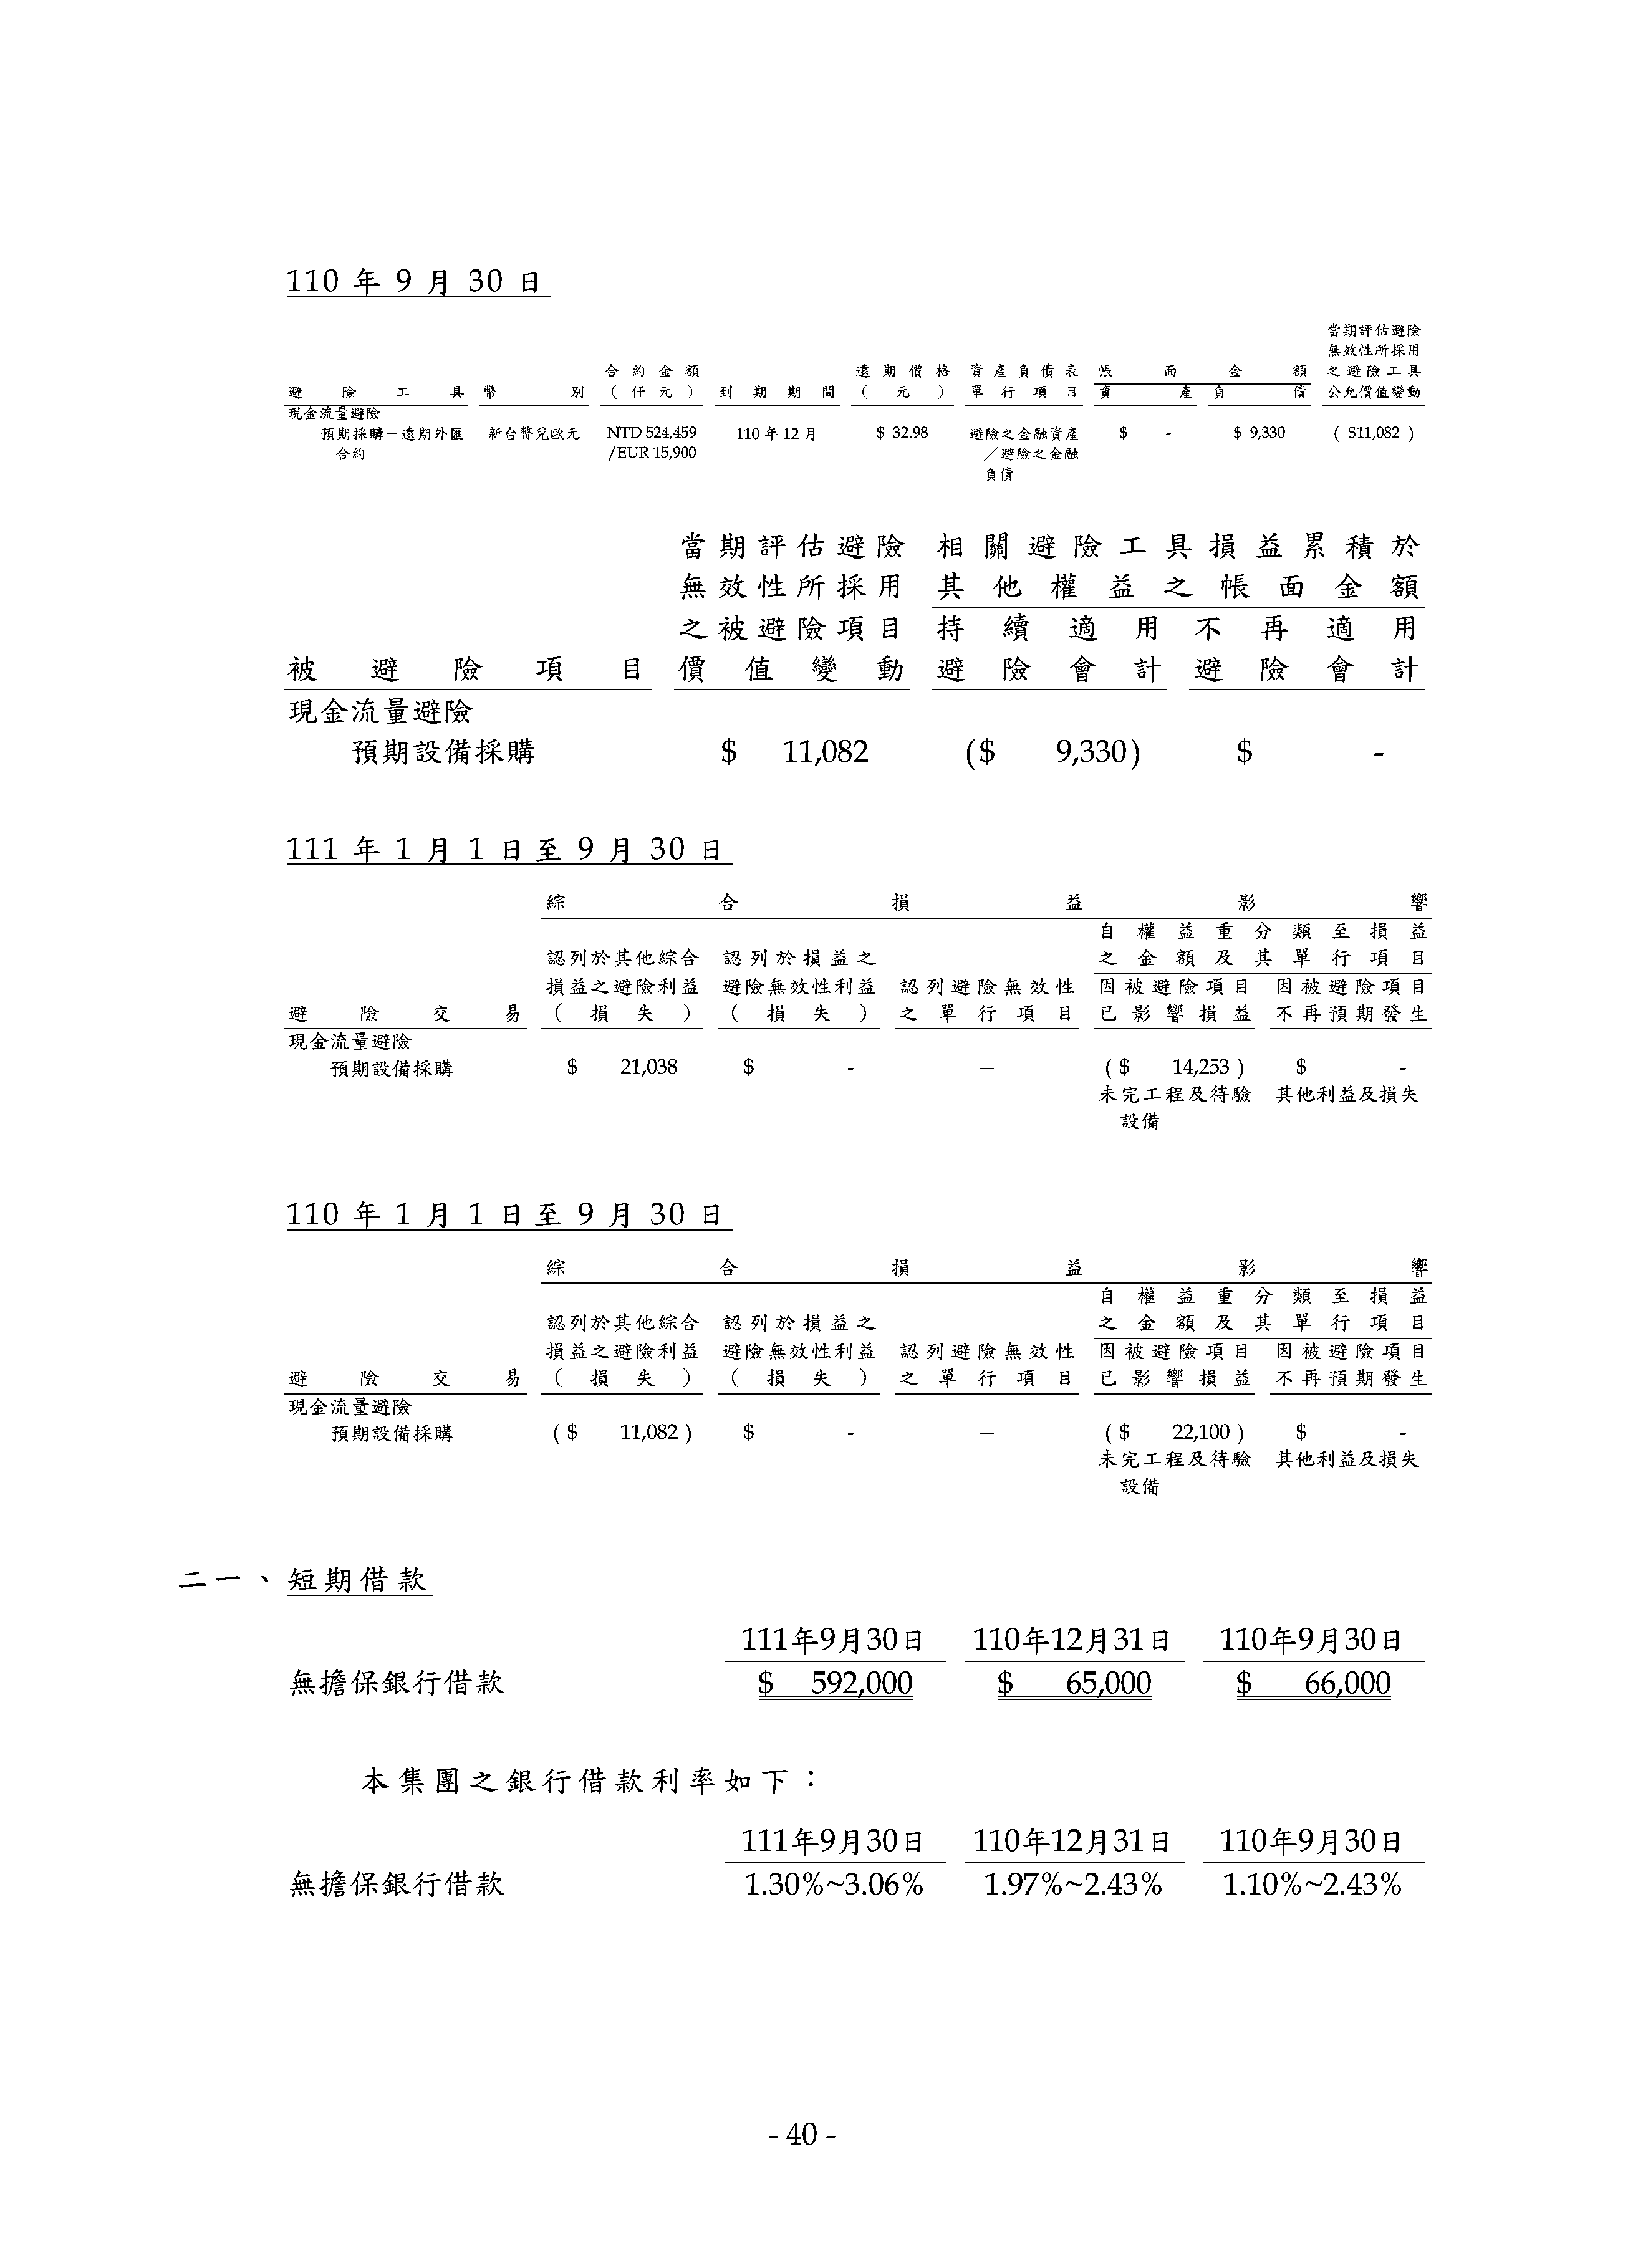 110 年 9 月 30 日
當期評估避險
無效性所採用
合約金額 遠期價格 資產負債表 帳面金額 之避險工具
避險工具 幣別 (仟元) 到期期間 (元) 單行項目 資產 負債 公允價值變動
現金流量避險
預期採購－遠期外匯 新台幣兌歐元 NTD 524,459 110 年 12 月 $ 32.98 避險之金融資產 $ - $ 9,330 ( $11,082 )
合約 /EUR 15,900 ／避險之金融
負債
當期評估避險 相關避險工具損益累積於
無效性所採用 其他權益之帳面金額
之被避險項目 持續適用 不再適用
被避險項目 價值變動 避險會計 避險會計
現金流量避險
預期設備採購 $ 11,082 ($ 9,330) $ -
111 年 1 月 1 日至 9 月 30 日
綜合損益影響
自權益重分類至損益
認列於其他綜合 認列於損益之 之金額及其單行項目
損益之避險利益 避險無效性利益 認列避險無效性 因被避險項目 因被避險項目
避險交易 (損失) (損失) 之單行項目 已影響損益 不再預期發生
現金流量避險
預期設備採購 $ 21,038 $ - － ( $ 14,253 ) $ -
未完工程及待驗 其他利益及損失
設備
110 年 1 月 1 日至 9 月 30 日
綜合損益影響
自權益重分類至損益
認列於其他綜合 認列於損益之 之金額及其單行項目
損益之避險利益 避險無效性利益 認列避險無效性 因被避險項目 因被避險項目
避險交易 (損失) (損失) 之單行項目 已影響損益 不再預期發生
現金流量避險
預期設備採購 ( $ 11,082 ) $ - － ( $ 22,100 ) $ -
未完工程及待驗 其他利益及損失
設備
二一、短期借款
111年9月30日 110年12月31日 110年9月30日
無擔保銀行借款 $ 592,000 $ 65,000 $ 66,000
本集團之銀行借款利率如下：
111年9月30日 110年12月31日 110年9月30日
無擔保銀行借款 1.30%~3.06% 1.97%~2.43% 1.10%~2.43%
- 40 -